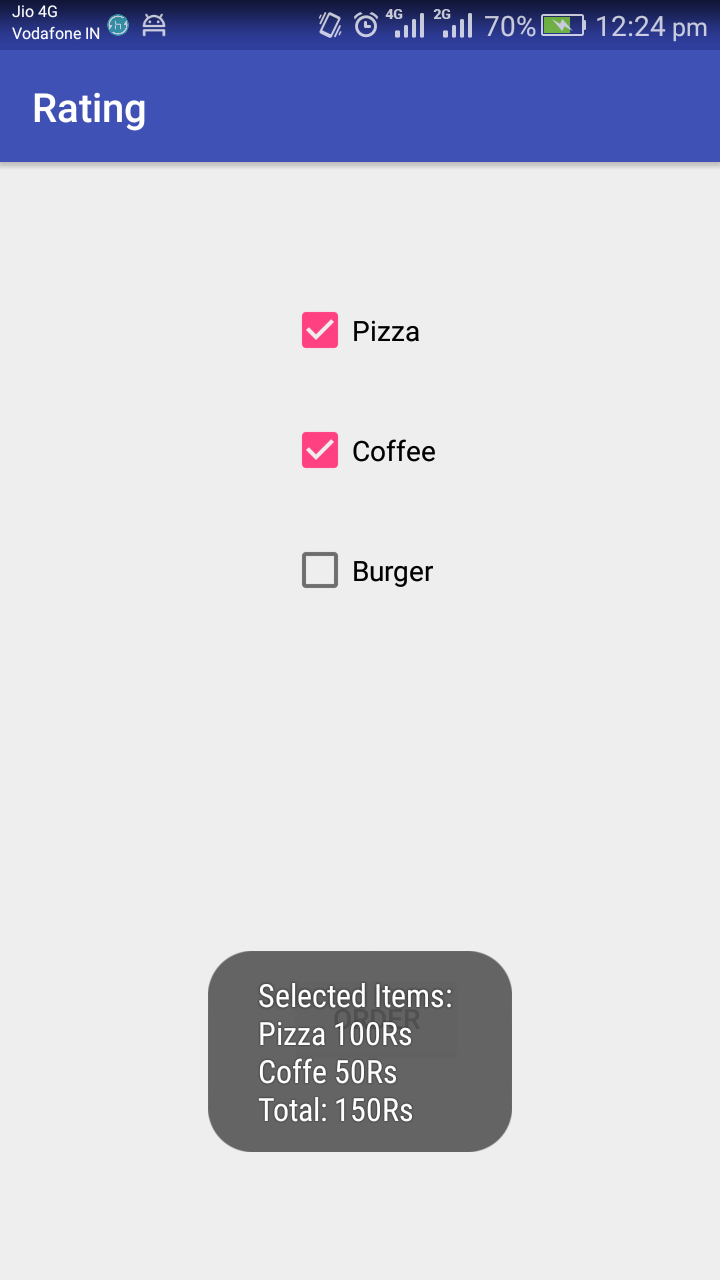 Jio 4G
Vodafone IN
4G 2G 70% 12:24 pm
Rating
Pizza
Coffee
Burger
Selected Items:
ORDER
Pizza 100Rs
Coffe 50Rs
Total: 150Rs